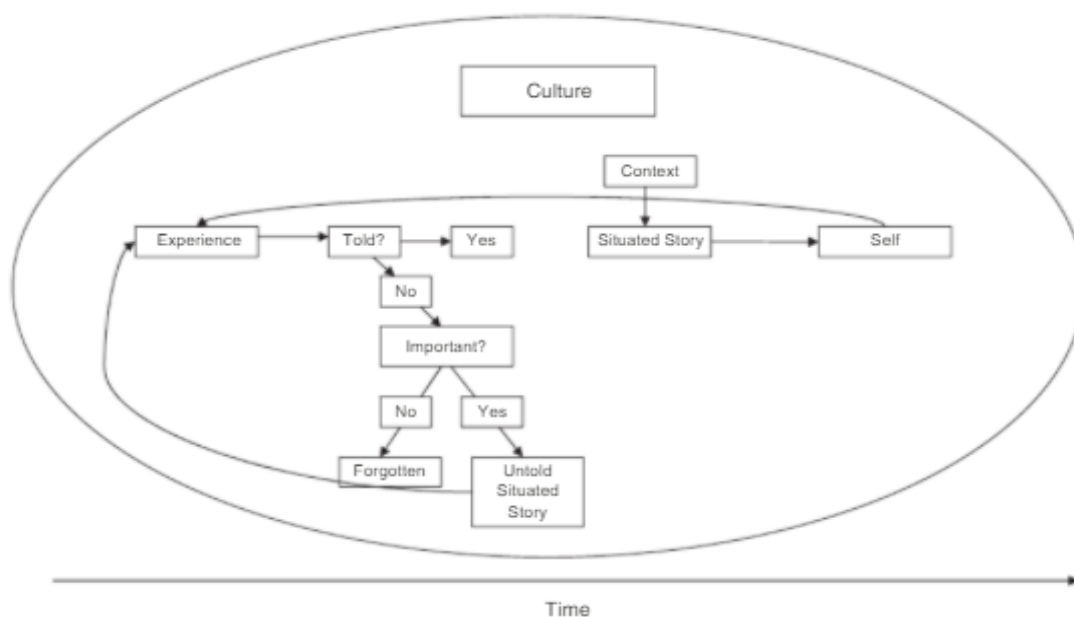 Culture
Context
Experience
Told?
Yes
Situated Story
Self
No
Important?
No
Yes
Forgotten
Untold
Situated
Story
Time